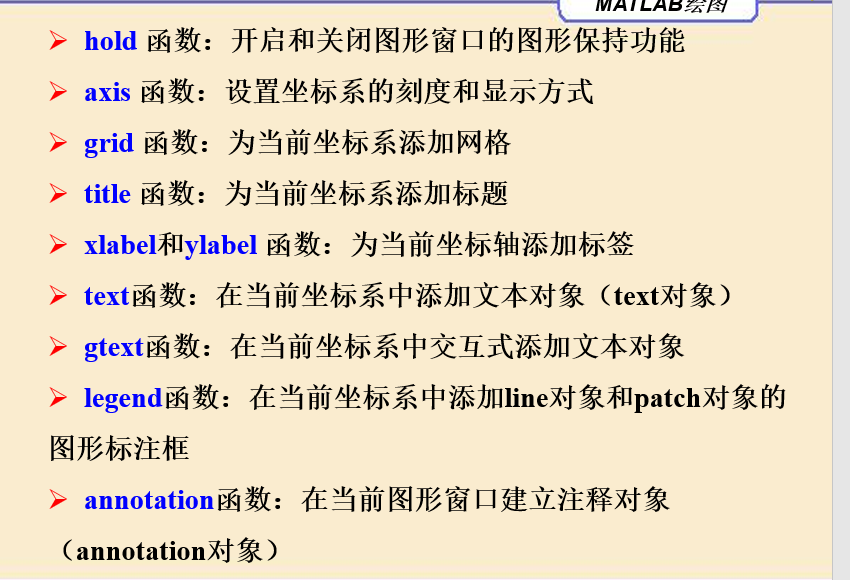 MATLAB绘图
➢ hold 函数：开启和关闭图形窗口的图形保持功能
➢ axis 函数：设置坐标系的刻度和显示方式
➢ grid 函数：为当前坐标系添加网格
➢ title 函数：为当前坐标系添加标题
➢ xlabel和ylabel 函数：为当前坐标轴添加标签
➢ text函数：在当前坐标系中添加文本对象（text对象）
➢ gtext函数：在当前坐标系中交互式添加文本对象
➢ legend函数：在当前坐标系中添加line对象和patch对象的
图形标注框
➢ annotation函数：在当前图形窗口建立注释对象
（annotation对象）